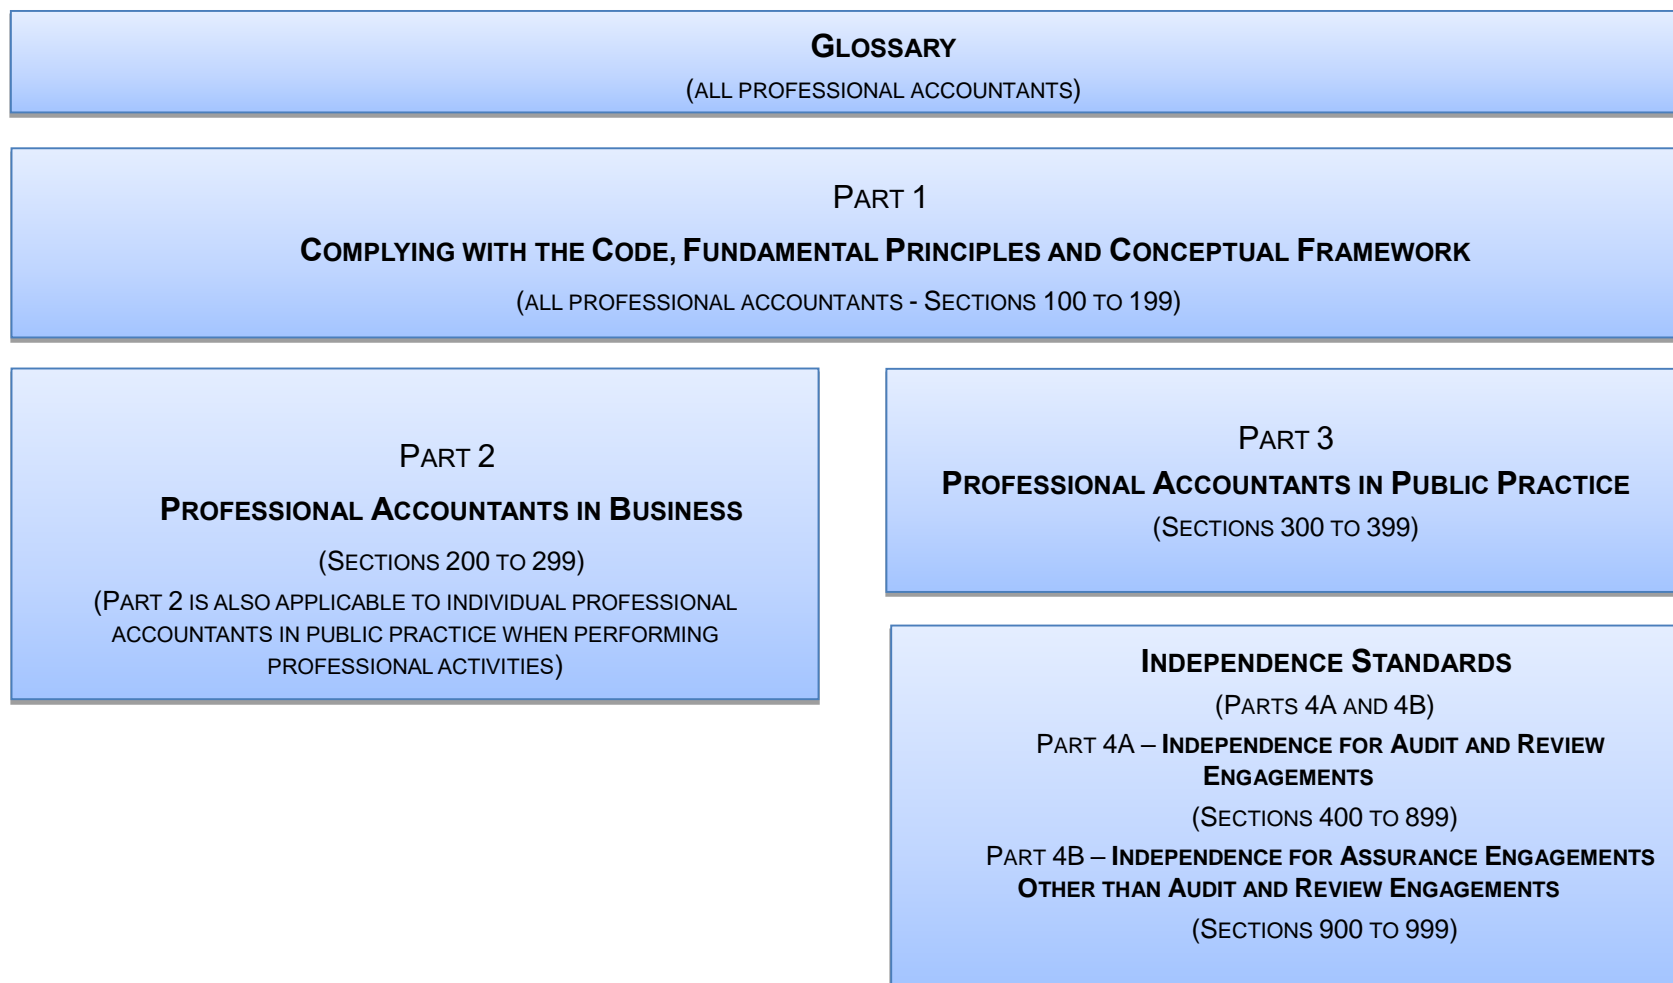 GLOSSARY
(ALL PROFESSIONAL ACCOUNTANTS)
PART 1
COMPLYING WITH THE CODE, FUNDAMENTAL PRINCIPLES AND CONCEPTUAL FRAMEWORK
(ALL PROFESSIONAL ACCOUNTANTS - SECTIONS 100 TO 199)
PART 2
PROFESSIONAL ACCOUNTANTS IN BUSINESS
(SECTIONS 200 TO 299)
(PART 2 IS ALSO APPLICABLE TO INDIVIDUAL PROFESSIONAL
ACCOUNTANTS IN PUBLIC PRACTICE WHEN PERFORMING
PROFESSIONAL ACTIVITIES)
PART 3
PROFESSIONAL ACCOUNTANTS IN PUBLIC PRACTICE
(SECTIONS 300 TO 399)
INDEPENDENCE STANDARDS
(PARTS 4A AND 4B)
PART 4A – INDEPENDENCE FOR AUDIT AND REVIEW
ENGAGEMENTS
(SECTIONS 400 TO 899)
PART 4B – INDEPENDENCE FOR ASSURANCE ENGAGEMENTS
OTHER THAN AUDIT AND REVIEW ENGAGEMENTS
(SECTIONS 900 TO 999)